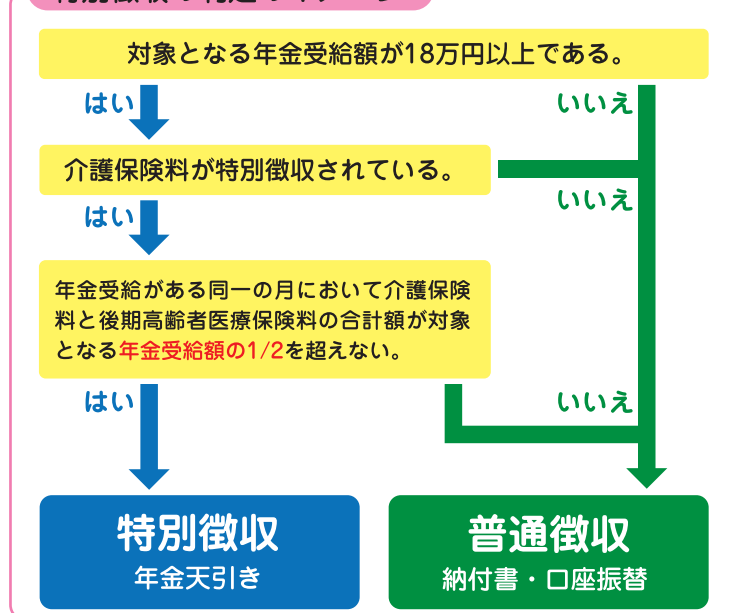 対象となる年金受給額が18万円以上である。
はい
いいえ
介護保険料が特別徴収されている。
はい
いいえ
年金受給がある同一の月において介護保険
料と後期高齢者医療保険料の合計額が対象
となる年金受給額の1/2を超えない。
はい
いいえ
特別徴収
年金天引き
普通徴収
納付書・口座振替